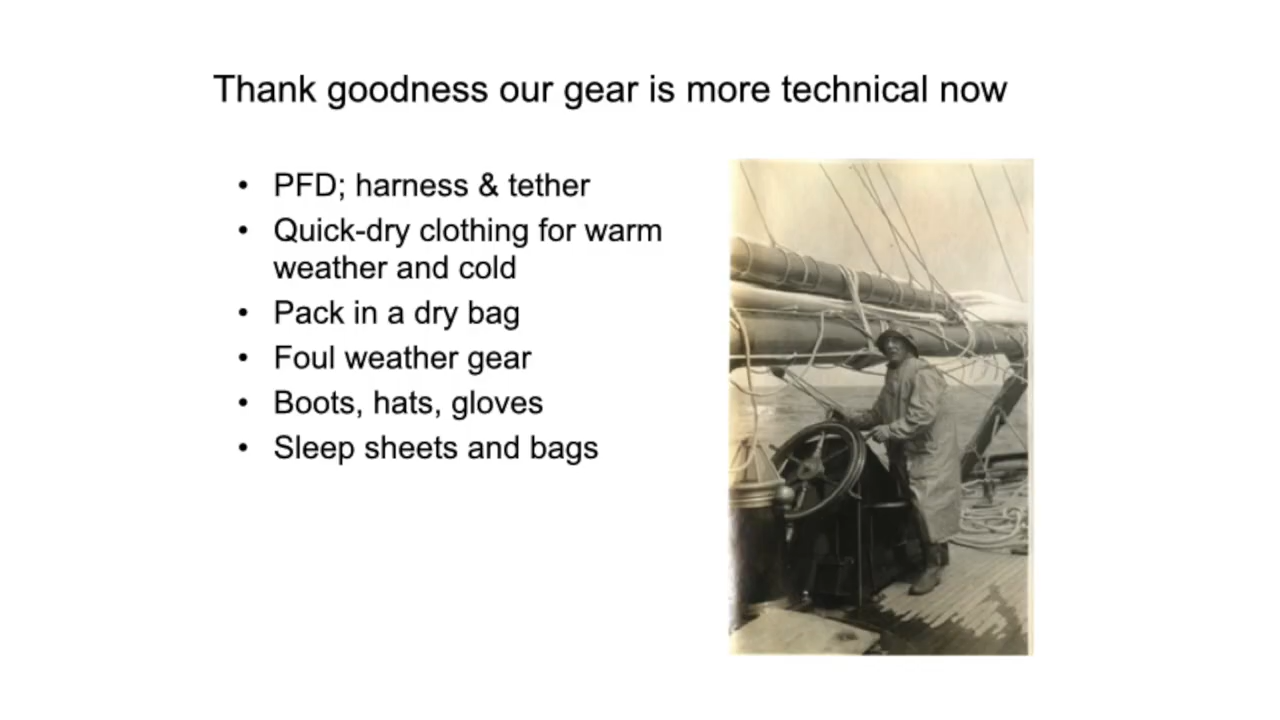 Thank goodness our gear is more technical now
• PFD; harness & tether
• Quick-dry clothing for warm
weather and cold
• Pack in a dry bag
• Foul weather gear
• Boots, hats, gloves
• Sleep sheets and bags